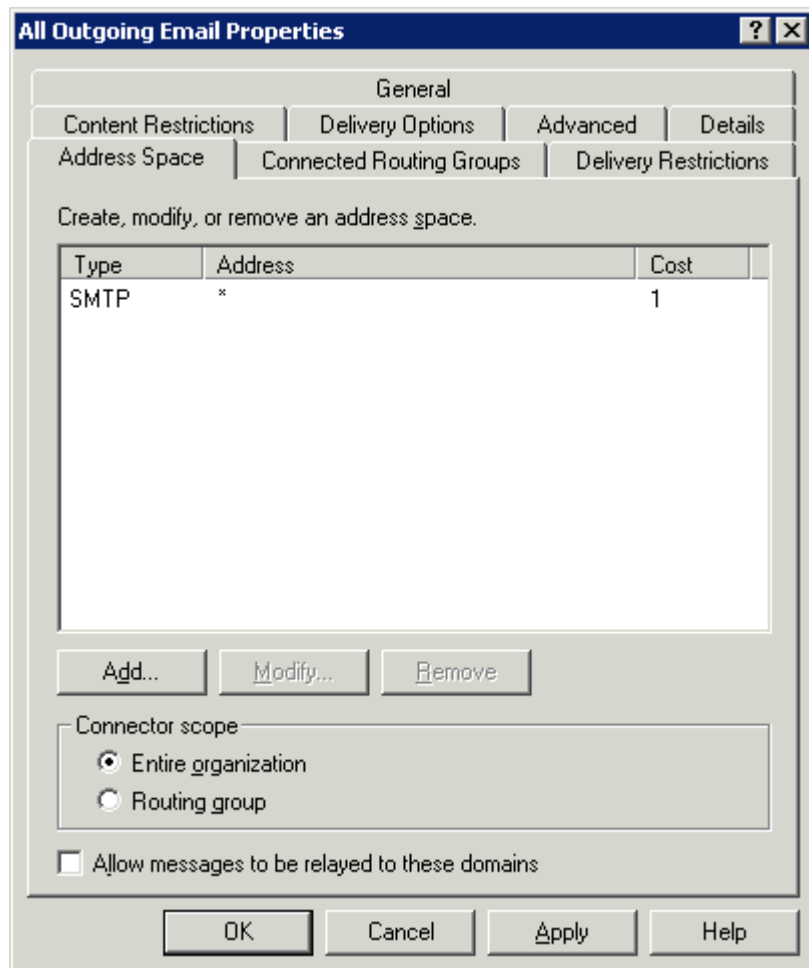 All Outgoing Email Properties ? X
General
Content Restrictions Delivery Options Advanced Details
Address Space Connected Routing Groups Delivery Restrictions
Create, modify, or remove an address space.
Type Address Cost
SMTP * 1
Add... Modify... Remove
Connector scope
Entire organization
Routing group
Allow messages to be relayed to these domains
OK Cancel Apply Help